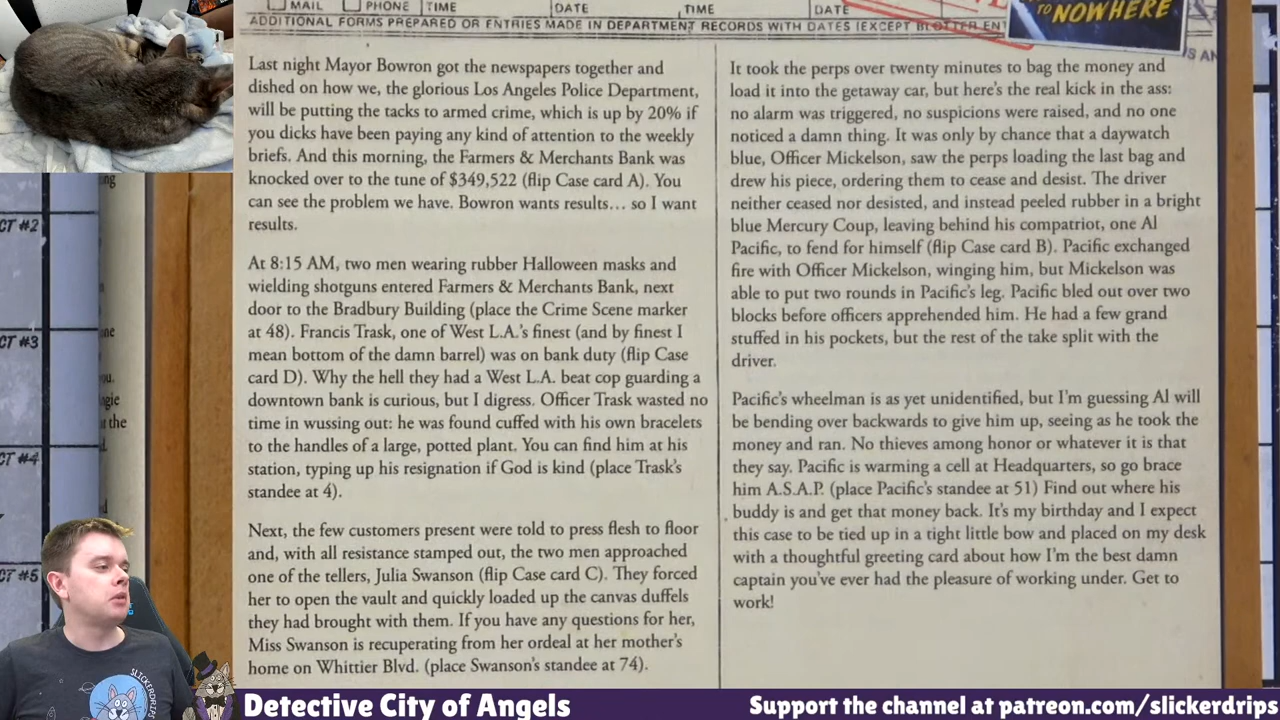 MAIL PHONE TIME DATE TIME DATE
ADDITIONAL FORMS PREPARED OR ENTRIES MADE IN DEPARTMENT RECORDS WITH DATES (EXCEPT BLOTTER ENT
TO NOWHERE
IS AN
Last night Mayor Bowron got the newspapers together and
dished on how we, the glorious Los Angeles Police Department,
will be putting the tacks to armed crime, which is up by 20% if
you dicks have been paying any kind of attention to the weekly
briefs. And this morning, the Farmers & Merchants Bank was
knocked over to the tune of $349,522 (flip Case card A). You
can see the problem we have. Bowron wants results… so I want
results.
At 8:15 AM, two men wearing rubber Halloween masks and
wielding shotguns entered Farmers & Merchants Bank, next
door to the Bradbury Building (place the Crime Scene marker
at 48). Francis Trask, one of West L.A.'s finest (and by finest I
mean bottom of the damn barrel) was on bank duty (flip Case
card D). Why the hell they had a West L.A. beat cop guarding a
downtown bank is curious, but I digress. Officer Trask wasted no
time in wussing out: he was found cuffed with his own bracelets
to the handles of a large, potted plant. You can find him at his
station, typing up his resignation if God is kind (place Trask's
standee at 4).
Next, the few customers present were told to press flesh to floor
and, with all resistance stamped out, the two men approached
one of the tellers, Julia Swanson (flip Case card C). They forced
her to open the vault and quickly loaded up the canvas duffels
they had brought with them. If you have any questions for her,
Miss Swanson is recuperating from her ordeal at her mother's
home on Whittier Blvd. (place Swanson's standee at 74).
It took the perps over twenty minutes to bag the money and
load it into the getaway car, but here's the real kick in the ass:
no alarm was triggered, no suspicions were raised, and no one
noticed a damn thing. It was only by chance that a daywatch
blue, Officer Mickelson, saw the perps loading the last bag and
drew his piece, ordering them to cease and desist. The driver
neither ceased nor desisted, and instead peeled rubber in a bright
blue Mercury Coup, leaving behind his compatriot, one Al
Pacific, to fend for himself (flip Case card B). Pacific exchanged
fire with Officer Mickelson, winging him, but Mickelson was
able to put two rounds in Pacific's leg. Pacific bled out over two
blocks before officers apprehended him. He had a few grand
stuffed in his pockets, but the rest of the take split with the
driver.
Pacific's wheelman is as yet unidentified, but I'm guessing Al will
be bending over backwards to give him up, seeing as he took the
money and ran. No thieves among honor or whatever it is that
they say. Pacific is warming a cell at Headquarters, so go brace
him A.S.A.P. (place Pacific's standee at 51) Find out where his
buddy is and get that money back. It's my birthday and I expect
this case to be tied up in a tight little bow and placed on my desk
with a thoughtful greeting card about how I'm the best damn
captain you've ever had the pleasure of working under. Get to
work!
CT #2
CT #3
CT #4
CT #5
ng
ne
ou.
ngie
t the
d.
SLICKERDRIPS
Detective City of Angels
Support the channel at patreon.com/slickerdrips